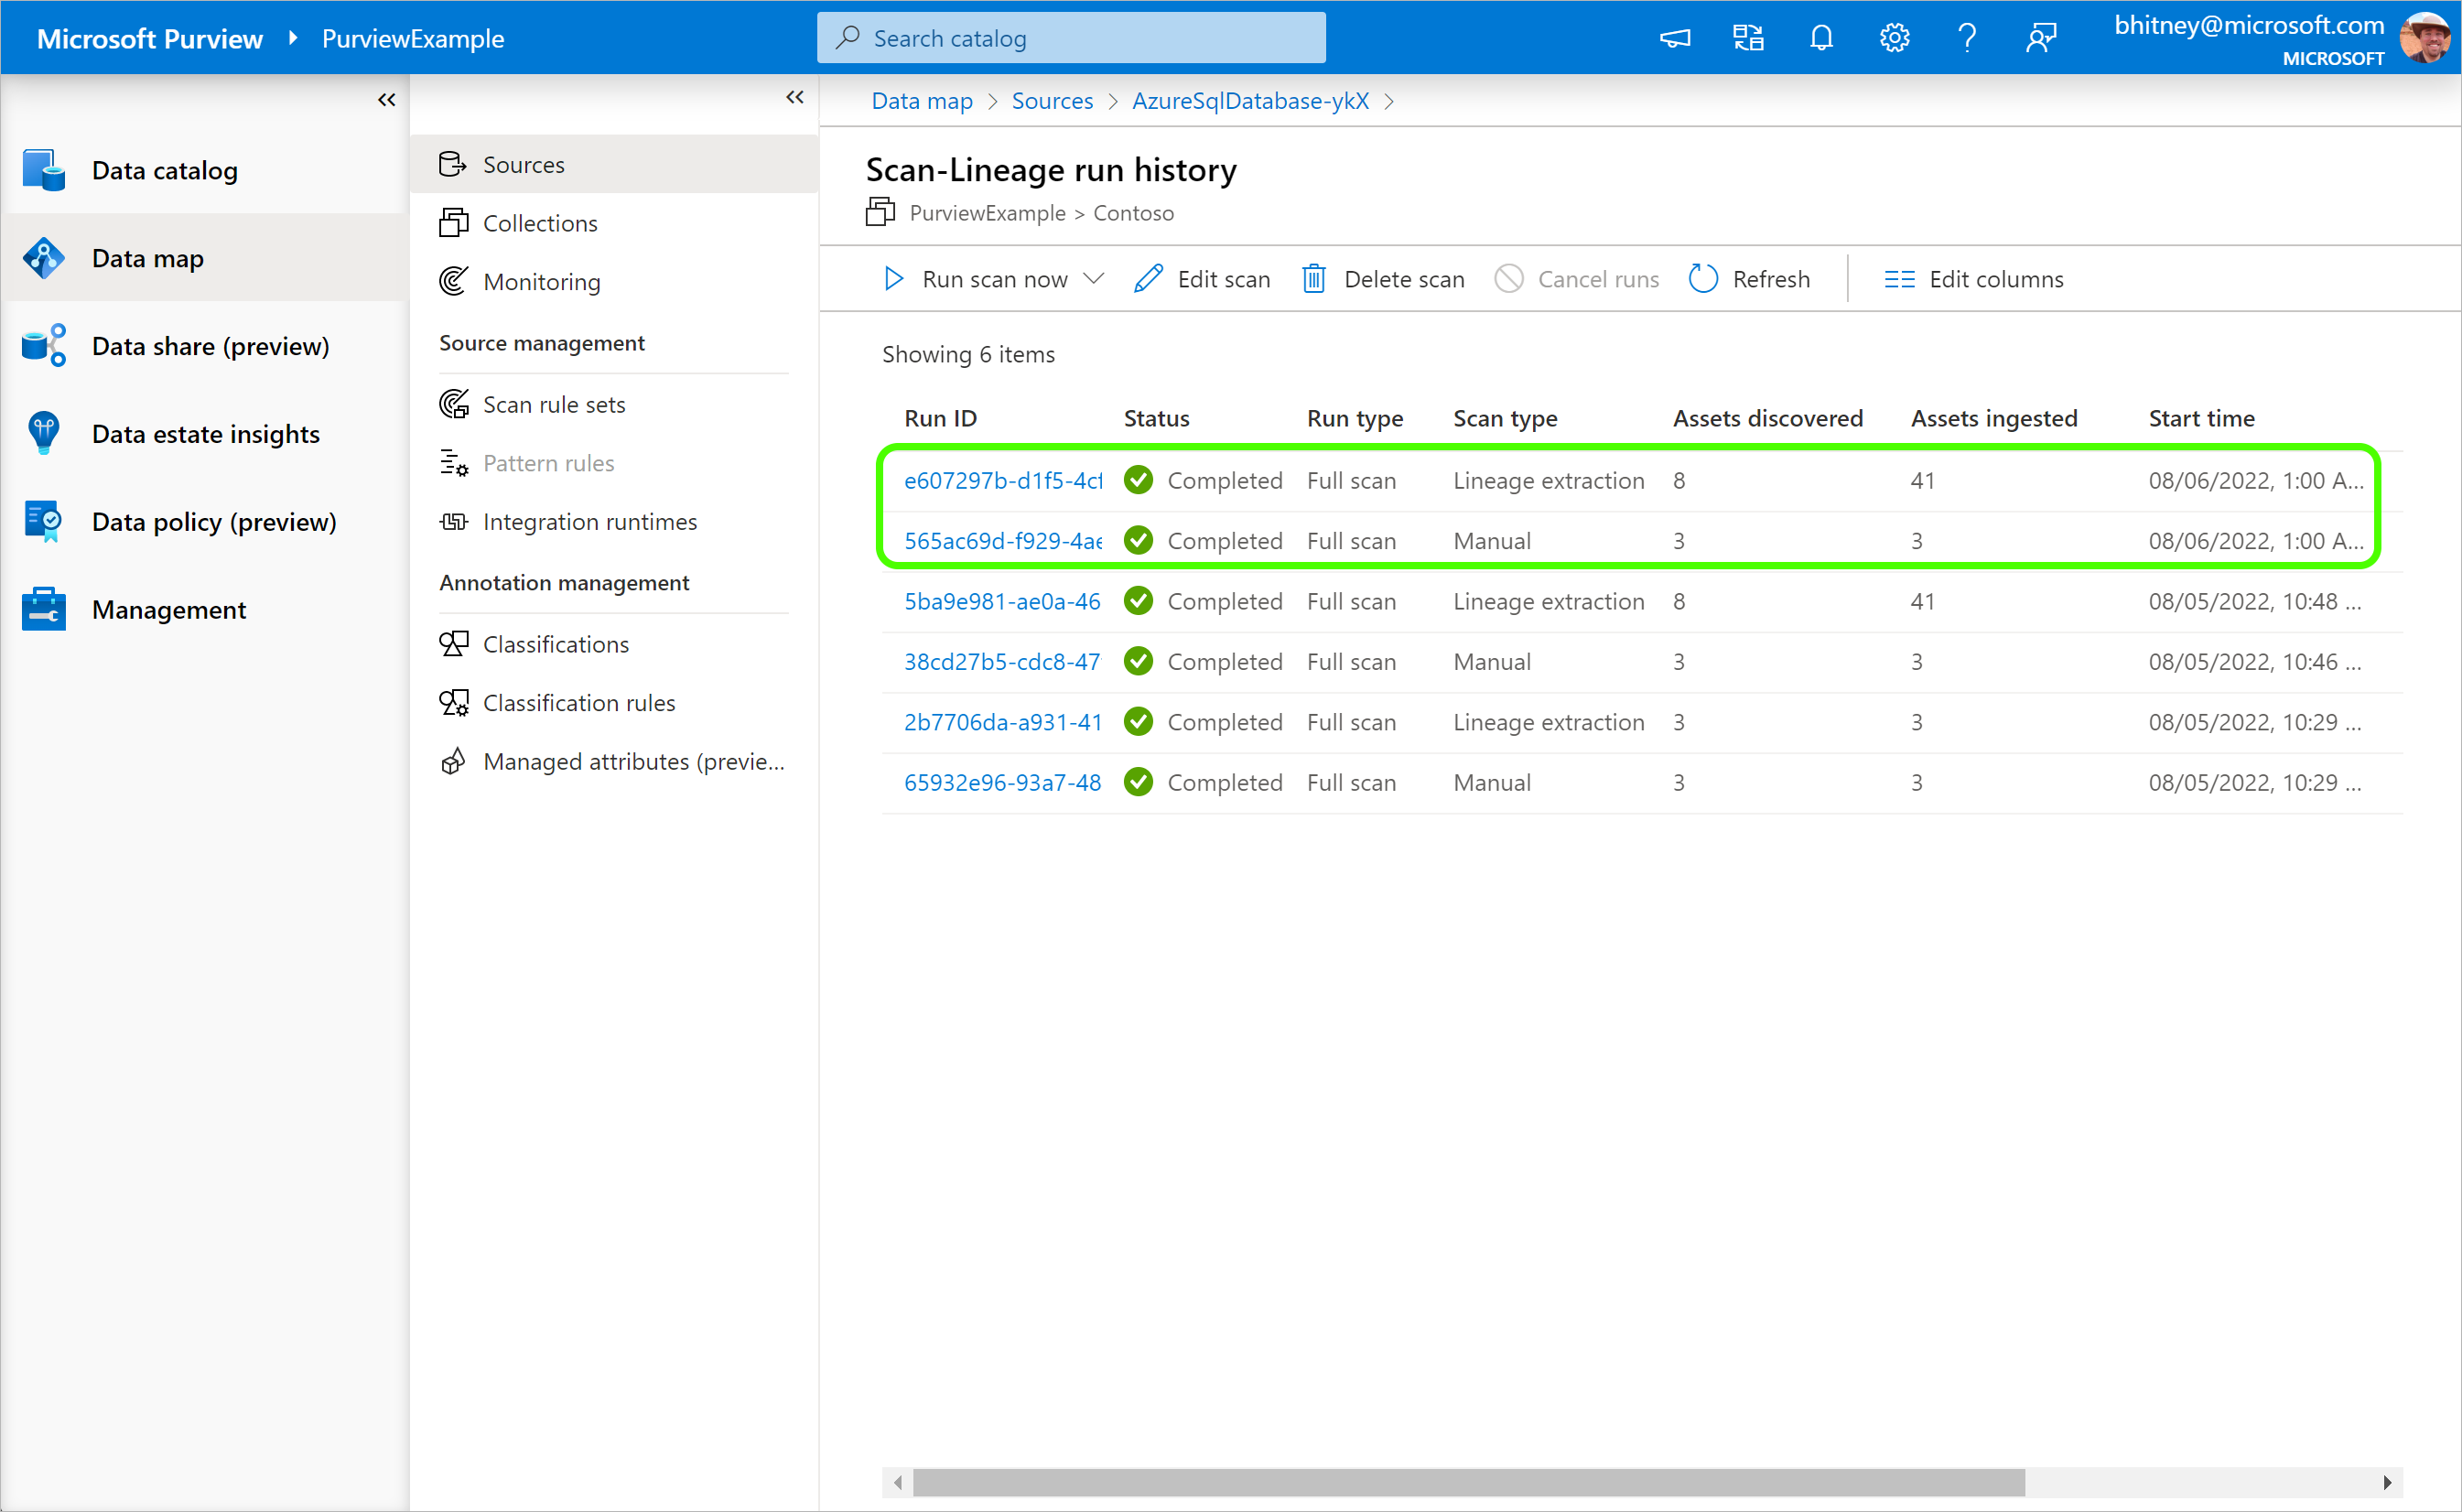 Microsoft Purview PurviewExample
Search catalog
bhitney@microsoft.com
MICROSOFT
Data catalog
Data map
Data share (preview)
Data estate insights
Data policy (preview)
Management
Sources
Collections
Monitoring
Source management
Scan rule sets
Pattern rules
Integration runtimes
Annotation management
Classifications
Classification rules
Managed attributes (previe...
Data map > Sources > AzureSqlDatabase-ykX >
Scan-Lineage run history
PurviewExample > Contoso
Run scan now Edit scan Delete scan Cancel runs Refresh Edit columns
Showing 6 items
Run ID Status Run type Scan type Assets discovered Assets ingested Start time
e607297b-d1f5-4cf Completed Full scan Lineage extraction 8 41 08/06/2022, 1:00 A...
565ac69d-f929-4ae Completed Full scan Manual 3 3 08/06/2022, 1:00 A...
5ba9e981-ae0a-46 Completed Full scan Lineage extraction 8 41 08/05/2022, 10:48 ...
38cd27b5-cdc8-47 Completed Full scan Manual 3 3 08/05/2022, 10:46 ...
2b7706da-a931-41 Completed Full scan Lineage extraction 3 3 08/05/2022, 10:29 ...
65932e96-93a7-48 Completed Full scan Manual 3 3 08/05/2022, 10:29 ...